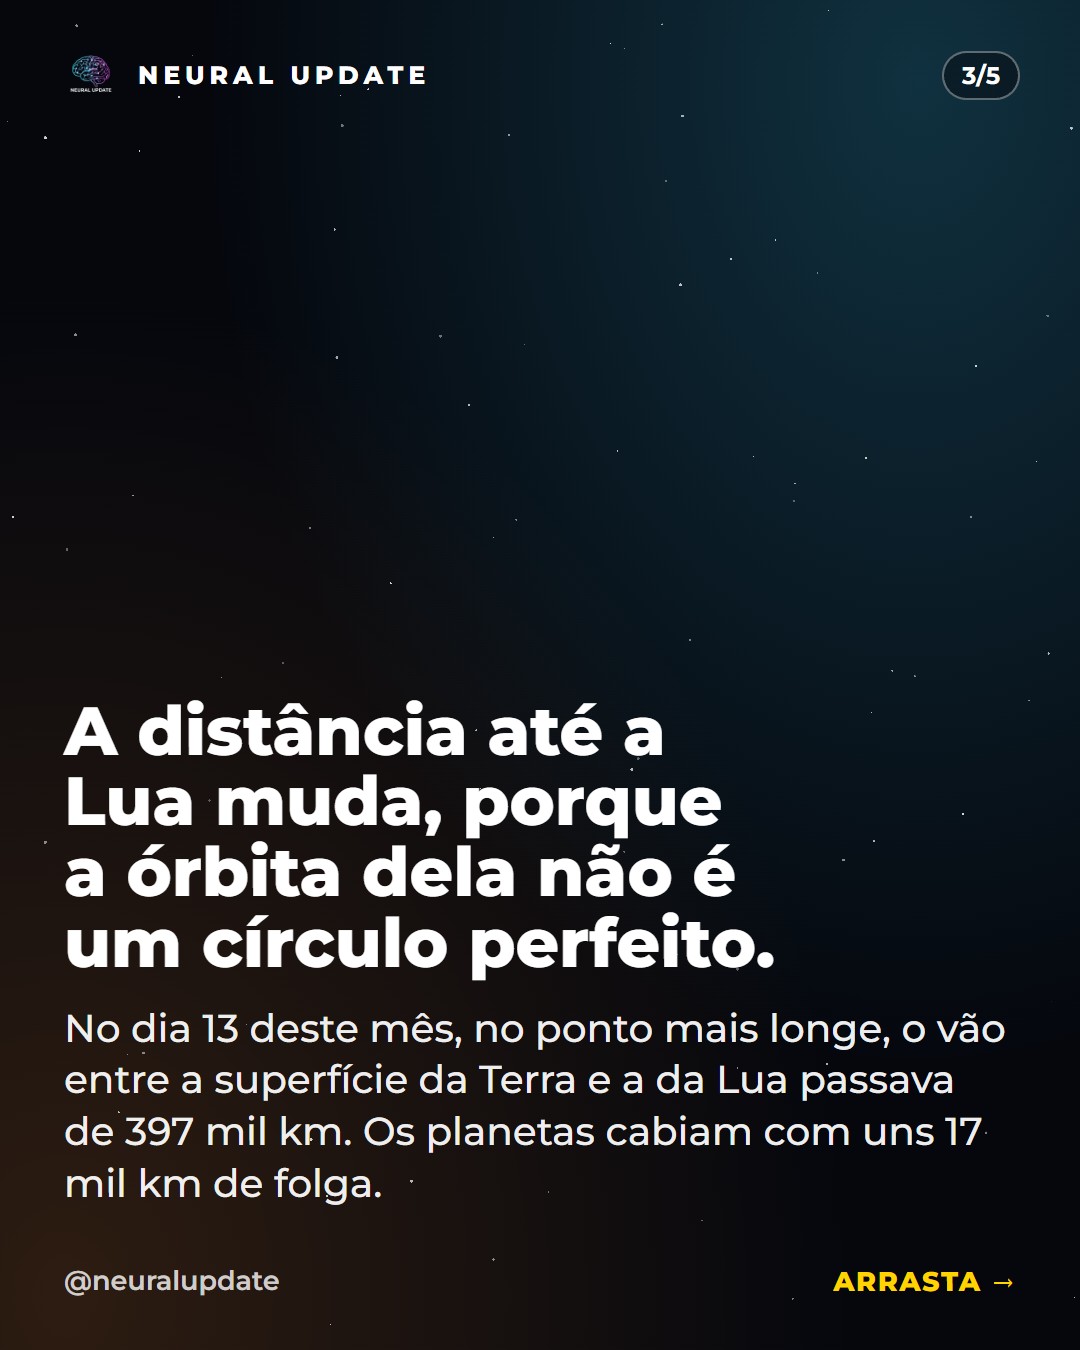 NEURAL UPDATE
NEURAL UPDATE
3/5
A distância até a
Lua muda, porque
a órbita dela não é
um círculo perfeito.
No dia 13 deste mês, no ponto mais longe, o vão
entre a superfície da Terra e a da Lua passava
de 397 mil km. Os planetas cabiam com uns 17
mil km de folga.
@neuralupdate
ARRASTA →